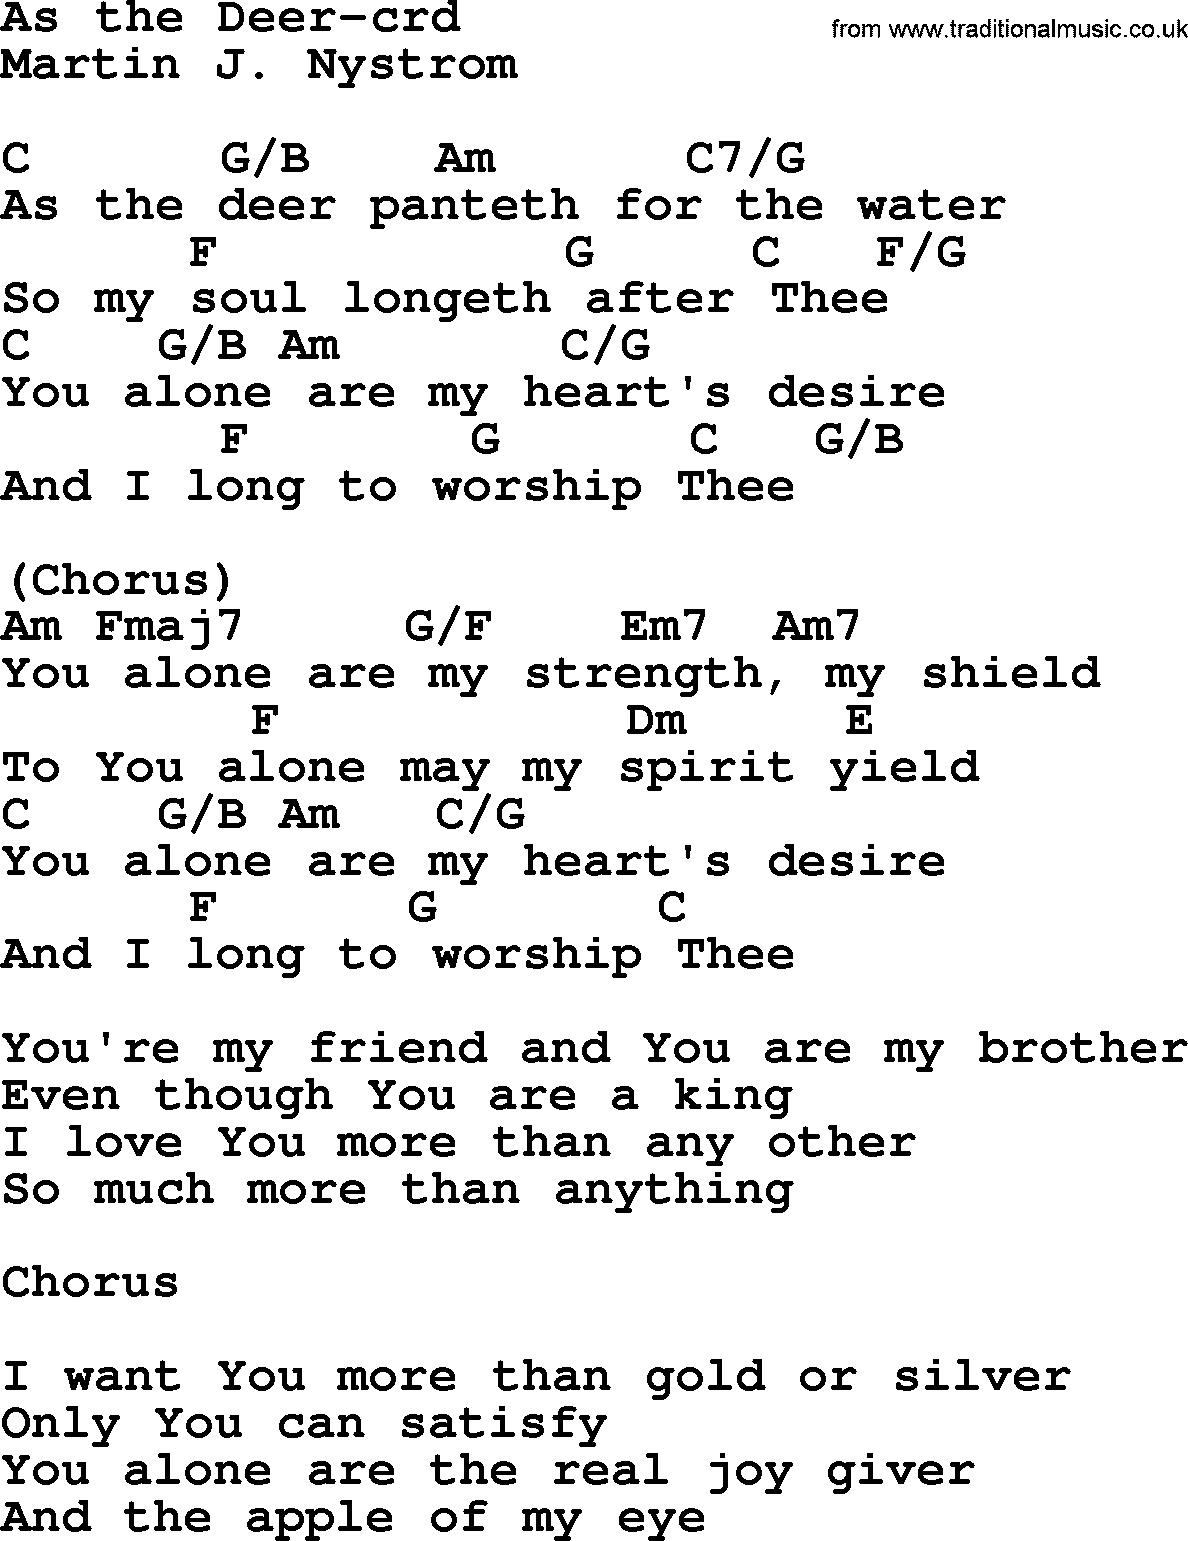 As the Deer-crd
from www.traditionalmusic.co.uk
Martin J. Nystrom
C G/B Am C7/G
As the deer panteth for the water
F G C F/G
So my soul longeth after Thee
C G/B Am C/G
You alone are my heart's desire
F G C G/B
And I long to worship Thee
(Chorus)
Am Fmaj7 G/F Em7 Am7
You alone are my strength, my shield
F Dm E
To You alone may my spirit yield
C G/B Am C/G
You alone are my heart's desire
F G C
And I long to worship Thee
You're my friend and You are my brother
Even though You are a king
I love You more than any other
So much more than anything
Chorus
I want You more than gold or silver
Only You can satisfy
You alone are the real joy giver
And the apple of my eye